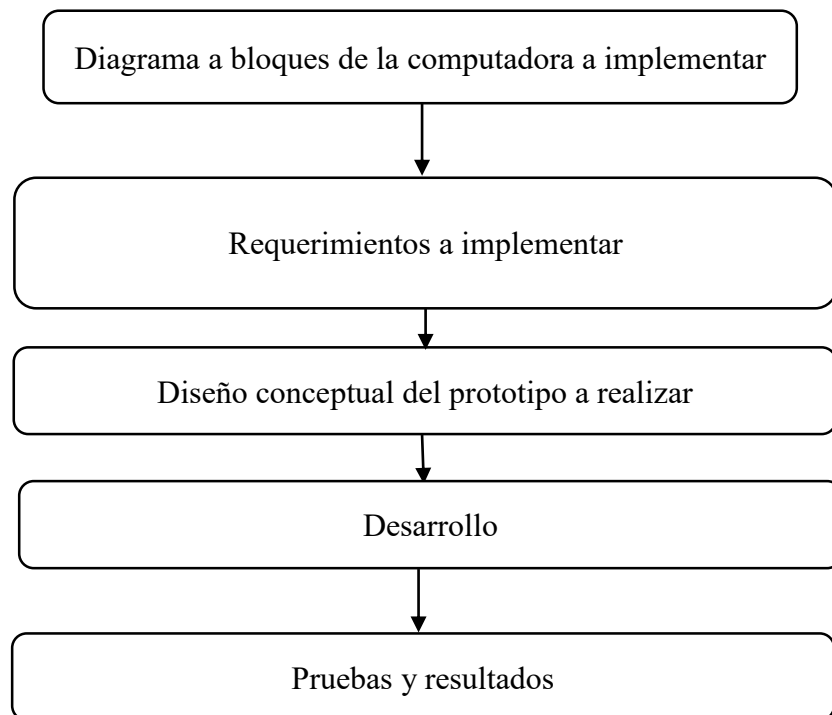 Diagrama a bloques de la computadora a implementar
Requerimientos a implementar
Diseño conceptual del prototipo a realizar
Desarrollo
Pruebas y resultados